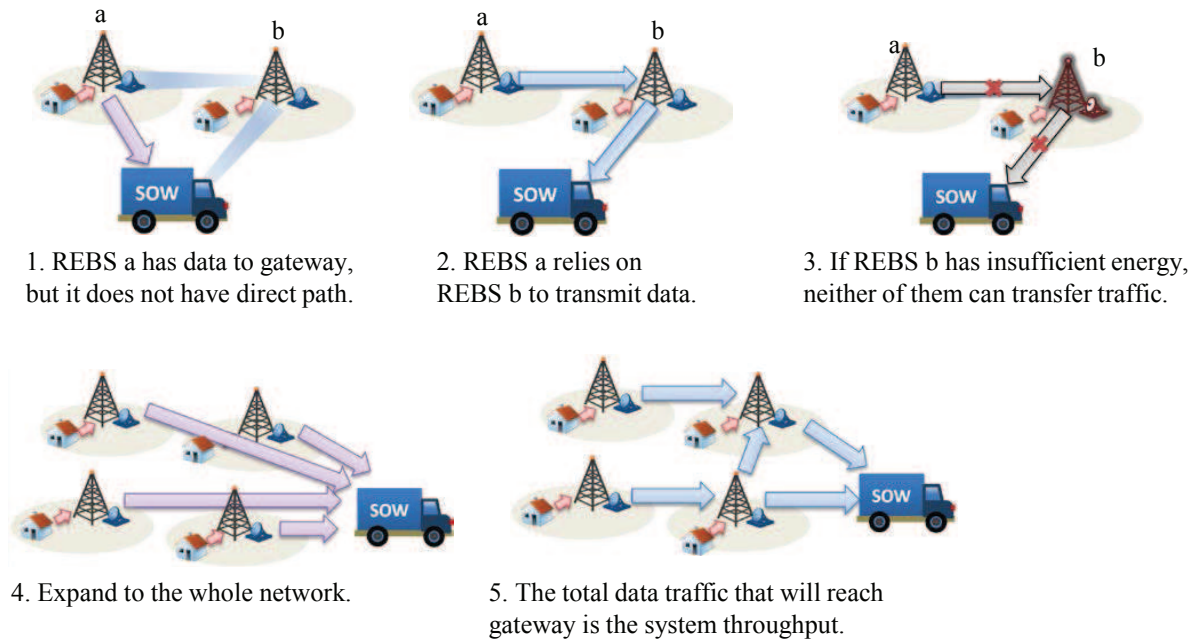 a
b
SOW
1. REBS a has data to gateway,
but it does not have direct path.
a
b
SOW
2. REBS a relies on
REBS b to transmit data.
a
b
SOW
3. If REBS b has insufficient energy,
neither of them can transfer traffic.
SOW
4. Expand to the whole network.
SOW
5. The total data traffic that will reach
gateway is the system throughput.